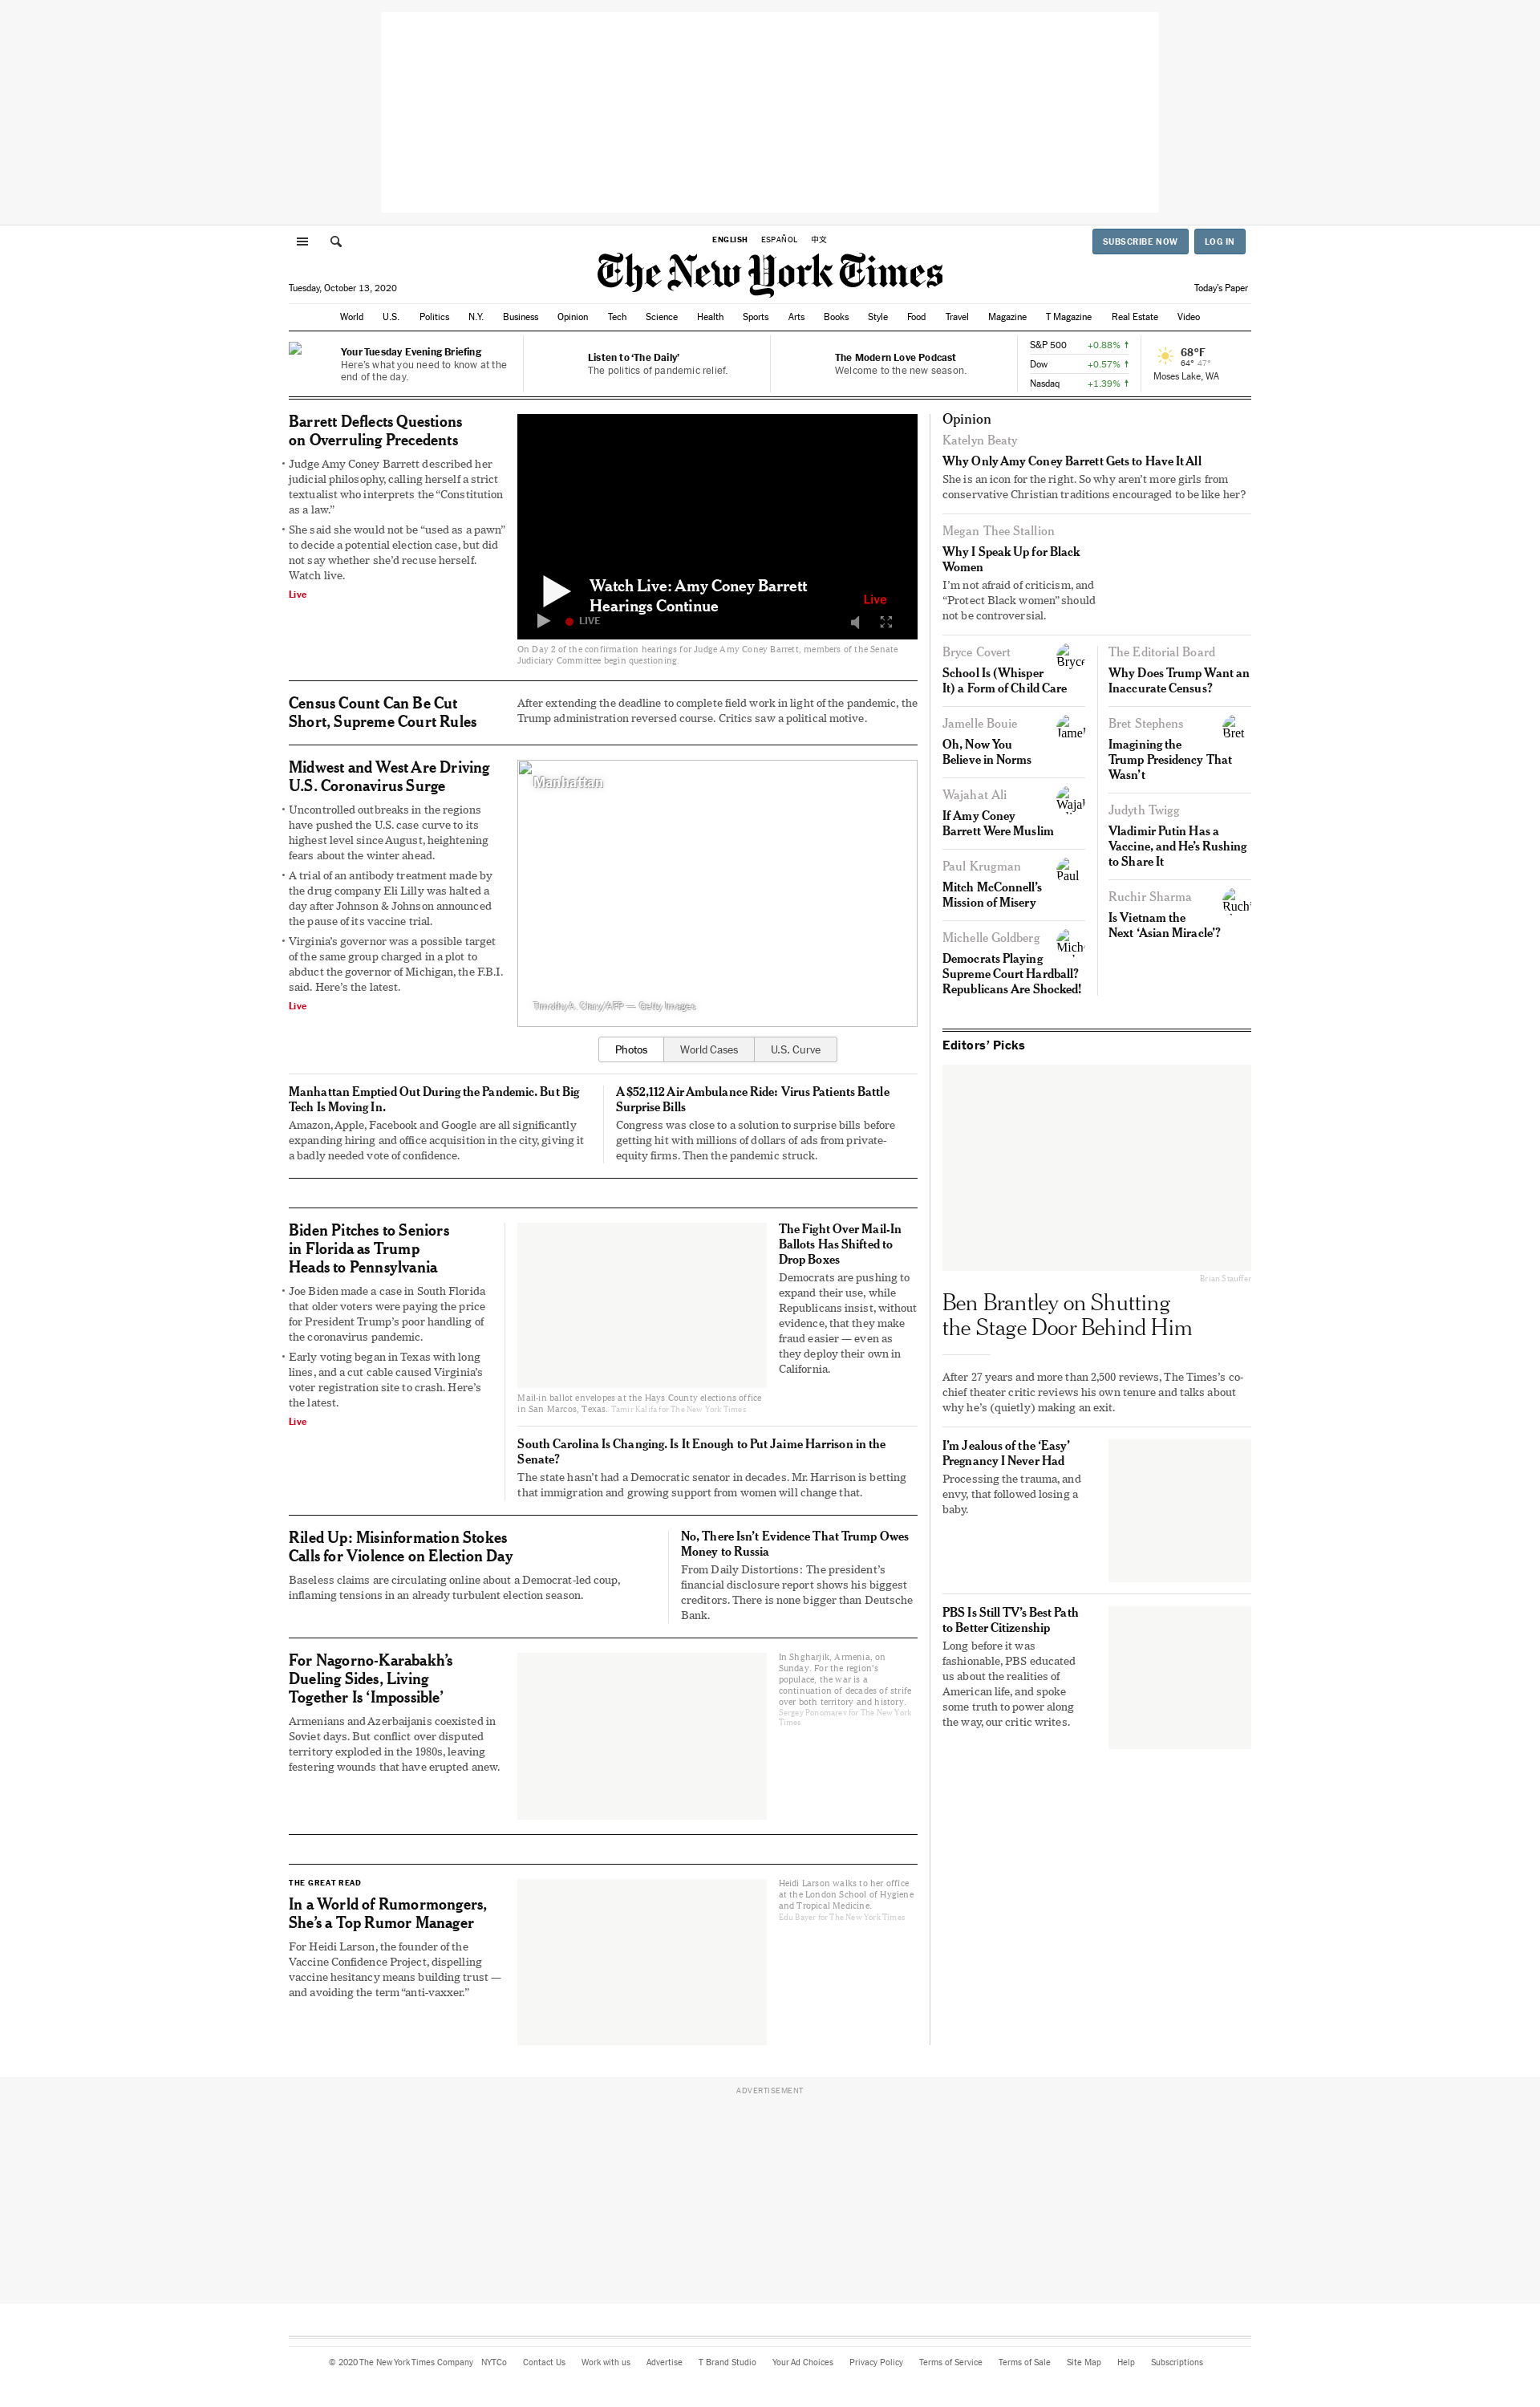 ENGLISH ESPAÑOL 中文
SUBSCRIBE NOW LOG IN
The New York Times
Tuesday, October 13, 2020
Today's Paper
World U.S. Politics N.Y. Business Opinion Tech Science Health Sports Arts Books Style Food Travel Magazine T Magazine Real Estate Video
Your Tuesday Evening Briefing
Here's what you need to know at the
end of the day.
Listen to ‘The Daily’
The politics of pandemic relief.
The Modern Love Podcast
Welcome to the new season.
S&P 500 +0.88% ↑
Dow +0.57% ↑
Nasdaq +1.39% ↑
68°F
64° 47°
Moses Lake, WA
Barrett Deflects Questions
on Overruling Precedents
• Judge Amy Coney Barrett described her
judicial philosophy, calling herself a strict
textualist who interprets the “Constitution
as a law.”
• She said she would not be “used as a pawn”
to decide a potential election case, but did
not say whether she’d recuse herself.
Watch live.
Live
Watch Live: Amy Coney Barrett
Hearings Continue
Live
LIVE
On Day 2 of the confirmation hearings for Judge Amy Coney Barrett, members of the Senate
Judiciary Committee begin questioning.
Census Count Can Be Cut
Short, Supreme Court Rules
After extending the deadline to complete field work in light of the pandemic, the
Trump administration reversed course. Critics saw a political motive.
Midwest and West Are Driving
U.S. Coronavirus Surge
• Uncontrolled outbreaks in the regions
have pushed the U.S. case curve to its
highest level since August, heightening
fears about the winter ahead.
• A trial of an antibody treatment made by
the drug company Eli Lilly was halted a
day after Johnson & Johnson announced
the pause of its vaccine trial.
• Virginia’s governor was a possible target
of the same group charged in a plot to
abduct the governor of Michigan, the F.B.I.
said. Here’s the latest.
Live
Manhattan
Timothy A. Clary/AFP — Getty Images
Photos World Cases U.S. Curve
Manhattan Emptied Out During the Pandemic. But Big
Tech Is Moving In.
Amazon, Apple, Facebook and Google are all significantly
expanding hiring and office acquisition in the city, giving it
a badly needed vote of confidence.
A $52,112 Air Ambulance Ride: Virus Patients Battle
Surprise Bills
Congress was close to a solution to surprise bills before
getting hit with millions of dollars of ads from private-
equity firms. Then the pandemic struck.
Biden Pitches to Seniors
in Florida as Trump
Heads to Pennsylvania
• Joe Biden made a case in South Florida
that older voters were paying the price
for President Trump’s poor handling of
the coronavirus pandemic.
• Early voting began in Texas with long
lines, and a cut cable caused Virginia’s
voter registration site to crash. Here’s
the latest.
Live
Mail-in ballot envelopes at the Hays County elections office
in San Marcos, Texas. Tamir Kalifa for The New York Times
The Fight Over Mail-In
Ballots Has Shifted to
Drop Boxes
Democrats are pushing to
expand their use, while
Republicans insist, without
evidence, that they make
fraud easier — even as
they deploy their own in
California.
South Carolina Is Changing. Is It Enough to Put Jaime Harrison in the
Senate?
The state hasn’t had a Democratic senator in decades. Mr. Harrison is betting
that immigration and growing support from women will change that.
Riled Up: Misinformation Stokes
Calls for Violence on Election Day
Baseless claims are circulating online about a Democrat-led coup,
inflaming tensions in an already turbulent election season.
No, There Isn’t Evidence That Trump Owes
Money to Russia
From Daily Distortions: The president’s
financial disclosure report shows his biggest
creditors. There is none bigger than Deutsche
Bank.
For Nagorno-Karabakh’s
Dueling Sides, Living
Together Is ‘Impossible’
Armenians and Azerbaijanis coexisted in
Soviet days. But conflict over disputed
territory exploded in the 1980s, leaving
festering wounds that have erupted anew.
In Shgharjik, Armenia, on
Sunday. For the region’s
populace, the war is a
continuation of decades of strife
over both territory and history.
Sergey Ponomarev for The New York
Times
THE GREAT READ
In a World of Rumormongers,
She’s a Top Rumor Manager
For Heidi Larson, the founder of the
Vaccine Confidence Project, dispelling
vaccine hesitancy means building trust —
and avoiding the term “anti-vaxxer.”
Heidi Larson walks to her office
at the London School of Hygiene
and Tropical Medicine.
Edu Bayer for The New York Times
Opinion
Katelyn Beaty
Why Only Amy Coney Barrett Gets to Have It All
She is an icon for the right. So why aren’t more girls from
conservative Christian traditions encouraged to be like her?
Megan Thee Stallion
Why I Speak Up for Black
Women
I’m not afraid of criticism, and
“Protect Black women” should
not be controversial.
Bryce Covert
Bryce
School Is (Whisper
It) a Form of Child Care
Jamelle Bouie
Jamel
Oh, Now You
Believe in Norms
Wajahat Ali
Wajal
If Amy Coney
Barrett Were Muslim
Paul Krugman
Paul
Mitch McConnell’s
Mission of Misery
Michelle Goldberg
Mich
Democrats Playing
Supreme Court Hardball?
Republicans Are Shocked!
The Editorial Board
Why Does Trump Want an
Inaccurate Census?
Bret Stephens
Bret
Imagining the
Trump Presidency That
Wasn’t
Judyth Twigg
Vladimir Putin Has a
Vaccine, and He’s Rushing
to Share It
Ruchir Sharma
Ruch
Is Vietnam the
Next ‘Asian Miracle’?
Editors’ Picks
Brian Stauffer
Ben Brantley on Shutting
the Stage Door Behind Him
After 27 years and more than 2,500 reviews, The Times’s co-
chief theater critic reviews his own tenure and talks about
why he’s (quietly) making an exit.
I’m Jealous of the ‘Easy’
Pregnancy I Never Had
Processing the trauma, and
envy, that followed losing a
baby.
PBS Is Still TV’s Best Path
to Better Citizenship
Long before it was
fashionable, PBS educated
us about the realities of
American life, and spoke
some truth to power along
the way, our critic writes.
ADVERTISEMENT
© 2020 The New York Times Company NYTCo Contact Us Work with us Advertise T Brand Studio Your Ad Choices Privacy Policy Terms of Service Terms of Sale Site Map Help Subscriptions